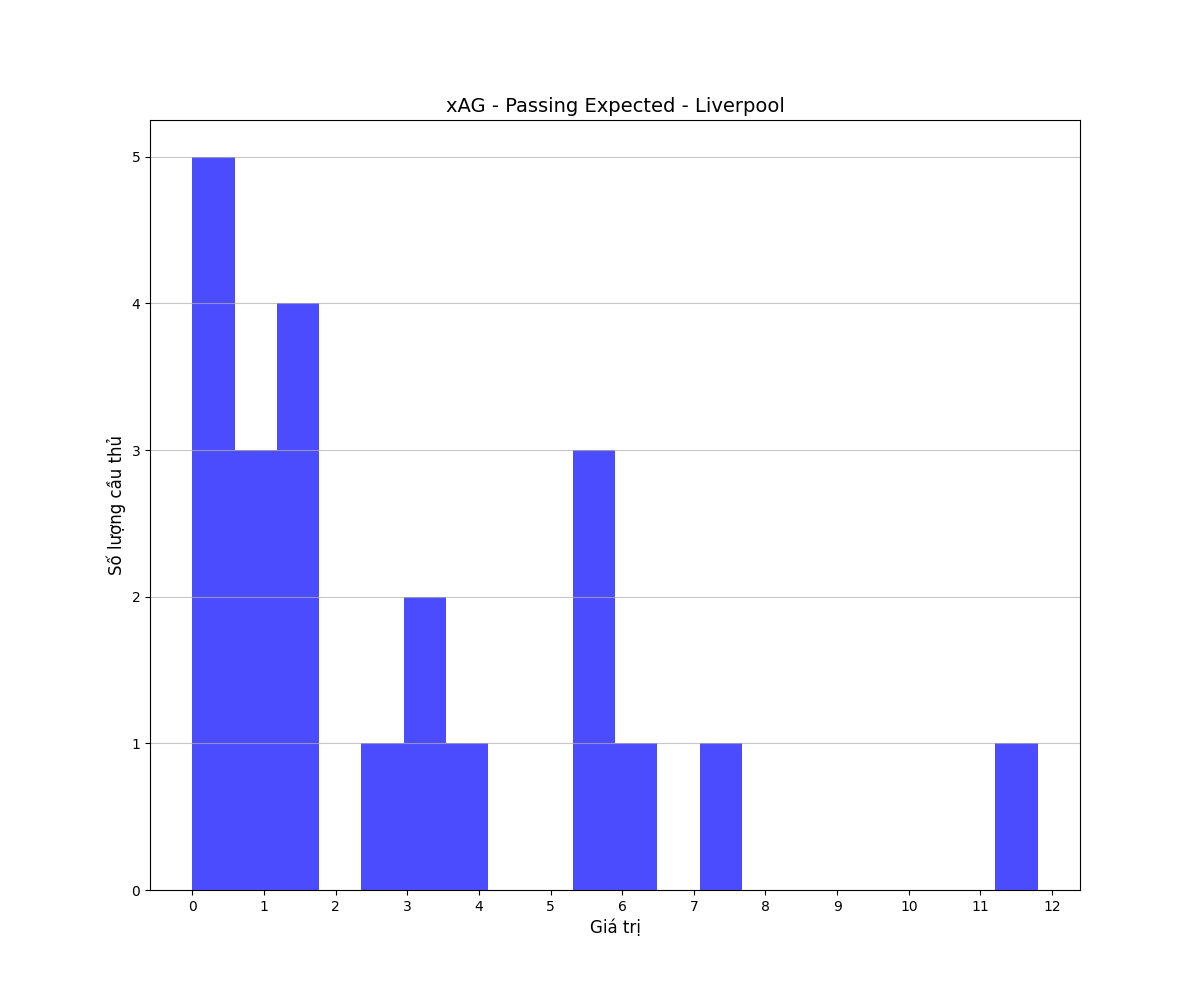 xAG - Passing Expected - Liverpool
Số lượng cầu thủ
5
4
3
2
1
0
0 1 2 3 4 5 6 7 8 9 10 11 12
Giá trị